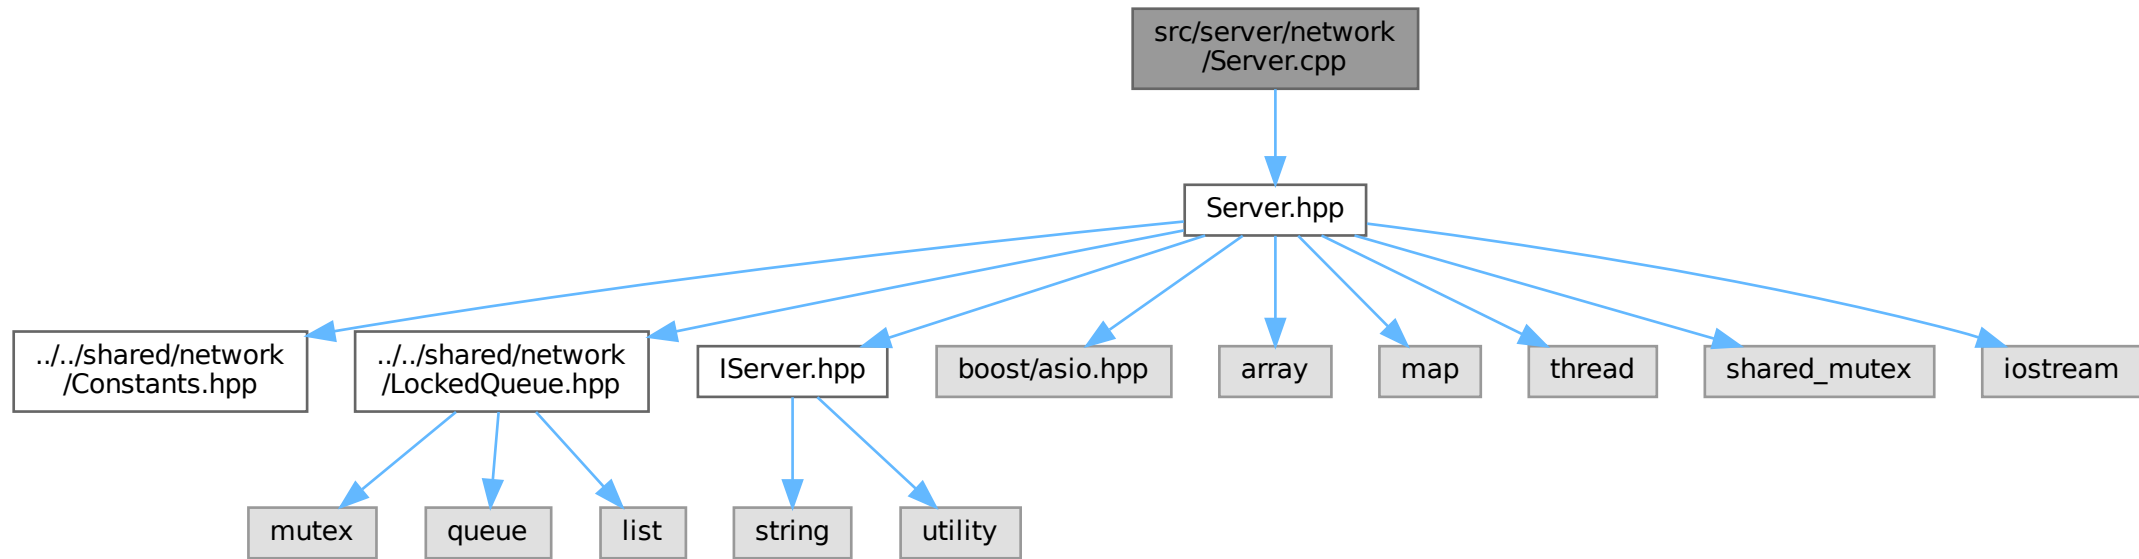 src/server/network
/Server.cpp
Server.hpp
../../shared/network
/Constants.hpp
../../shared/network
/LockedQueue.hpp
IServer.hpp
boost/asio.hpp
array
map
thread
shared_mutex
iostream
mutex
queue
list
string
utility